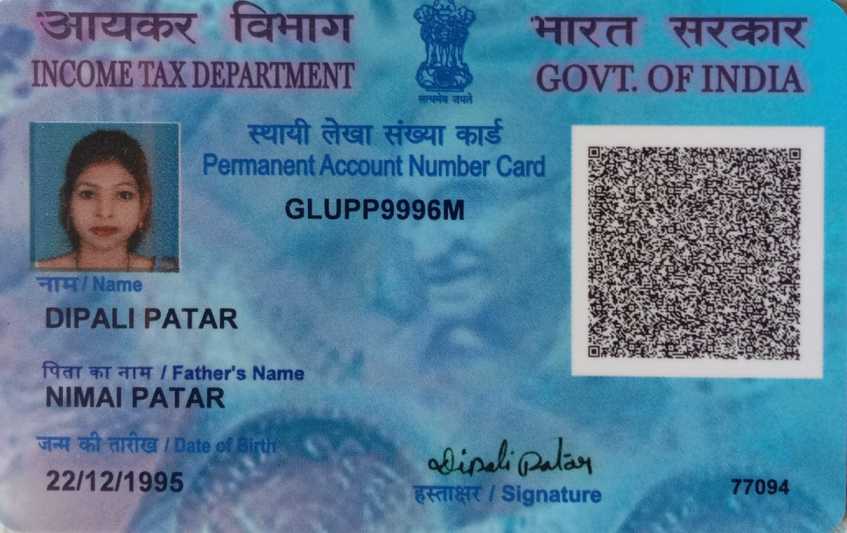 आयकर विभाग
INCOME TAX DEPARTMENT
सत्यमेव जयते
भारत सरकार
GOVT. OF INDIA
स्थायी लेखा संख्या कार्ड
Permanent Account Number Card
GLUPP9996M
नाम / Name
DIPALI PATAR
पिता का नाम / Father's Name
NIMAI PATAR
जन्म की तारीख / Date of Birth
22/12/1995
Dipali Patar
हस्ताक्षर / Signature
77094